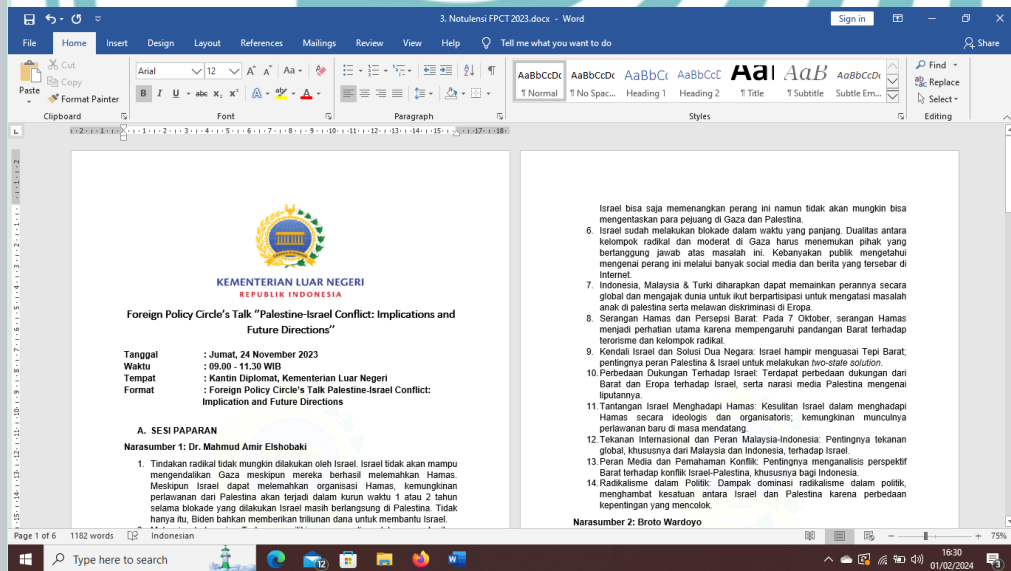 3. Notulensi FPCT 2023.docx - Word
Sign in
File Home Insert Design Layout References Mailings Review View Help Tell me what you want to do Share
Paste
Cut
Copy
Format Painter
Clipboard
Arial 12
Font
Paragraph
AaBbCcDc AaBbCcDc AaBbCc AaBbCcE AaI AaB AaBbCcDc
¶ Normal ¶ No Spac... Heading 1 Heading 2 ¶ Title ¶ Subtitle Subtle Em...
Styles
Find
Replace
Select
Editing
KEMENTERIAN LUAR NEGERI
REPUBLIK INDONESIA
Foreign Policy Circle's Talk "Palestine-Israel Conflict: Implications and
Future Directions"
Tanggal : Jumat, 24 November 2023
Waktu : 09.00 - 11.30 WIB
Tempat : Kantin Diplomat, Kementerian Luar Negeri
Format : Foreign Policy Circle's Talk Palestine-Israel Conflict:
Implication and Future Directions
A. SESI PAPARAN
Narasumber 1: Dr. Mahmud Amir Elshobaki
1. Tindakan radikal tidak mungkin dilakukan oleh Israel. Israel tidak akan mampu
mengendalikan Gaza meskipun mereka berhasil melemahkan Hamas.
Meskipun Israel dapat melemahkan organisasi Hamas, kemungkinan
perlawanan dari Palestina akan terjadi dalam kurun waktu 1 atau 2 tahun
selama blokade yang dilakukan Israel masih berlangsung di Palestina. Tidak
hanya itu, Biden bahkan memberikan triliunan dana untuk membantu Israel.
Israel bisa saja memenangkan perang ini namun tidak akan mungkin bisa
mengentaskan para pejuang di Gaza dan Palestina.
6. Israel sudah melakukan blokade dalam waktu yang panjang. Dualitas antara
kelompok radikal dan moderat di Gaza harus menemukan pihak yang
bertanggung jawab atas masalah ini. Kebanyakan publik mengetahui
mengenai perang ini melalui banyak social media dan berita yang tersebar di
Internet.
7. Indonesia, Malaysia & Turki diharapkan dapat memainkan perannya secara
global dan mengajak dunia untuk ikut berpartisipasi untuk mengatasi masalah
anak di palestina serta melawan diskriminasi di Eropa.
8. Serangan Hamas dan Persepsi Barat: Pada 7 Oktober, serangan Hamas
menjadi perhatian utama karena mempengaruhi pandangan Barat terhadap
terorisme dan kelompok radikal.
9. Kendali Israel dan Solusi Dua Negara: Israel hampir menguasai Tepi Barat;
pentingnya peran Palestina & Israel untuk melakukan two-state solution.
10. Perbedaan Dukungan Terhadap Israel: Terdapat perbedaan dukungan dari
Barat dan Eropa terhadap Israel, serta narasi media Palestina mengenai
liputannya.
11. Tantangan Israel Menghadapi Hamas: Kesulitan Israel dalam menghadapi
Hamas secara ideologis dan organisatoris; kemungkinan munculnya
perlawanan baru di masa mendatang.
12. Tekanan Internasional dan Peran Malaysia-Indonesia: Pentingnya tekanan
global, khususnya dari Malaysia dan Indonesia, terhadap Israel.
13. Peran Media dan Pemahaman Konflik: Pentingnya menganalisis perspektif
Barat terhadap konflik Israel-Palestina, khususnya bagi Indonesia.
14. Radikalisme dalam Politik: Dampak dominasi radikalisme dalam politik,
menghambat kesatuan antara Israel dan Palestina karena perbedaan
kepentingan yang mencolok.
Narasumber 2: Broto Wardoyo
Page 1 of 6 1182 words Indonesian 75%
Type here to search
12
16:30
01/02/2024
3